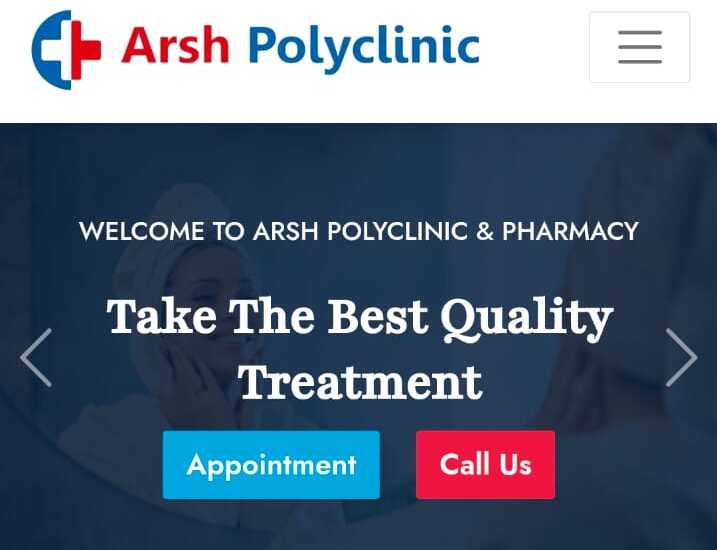 Arsh Polyclinic
WELCOME TO ARSH POLYCLINIC & PHARMACY
Take The Best Quality
Treatment
Appointment
Call Us